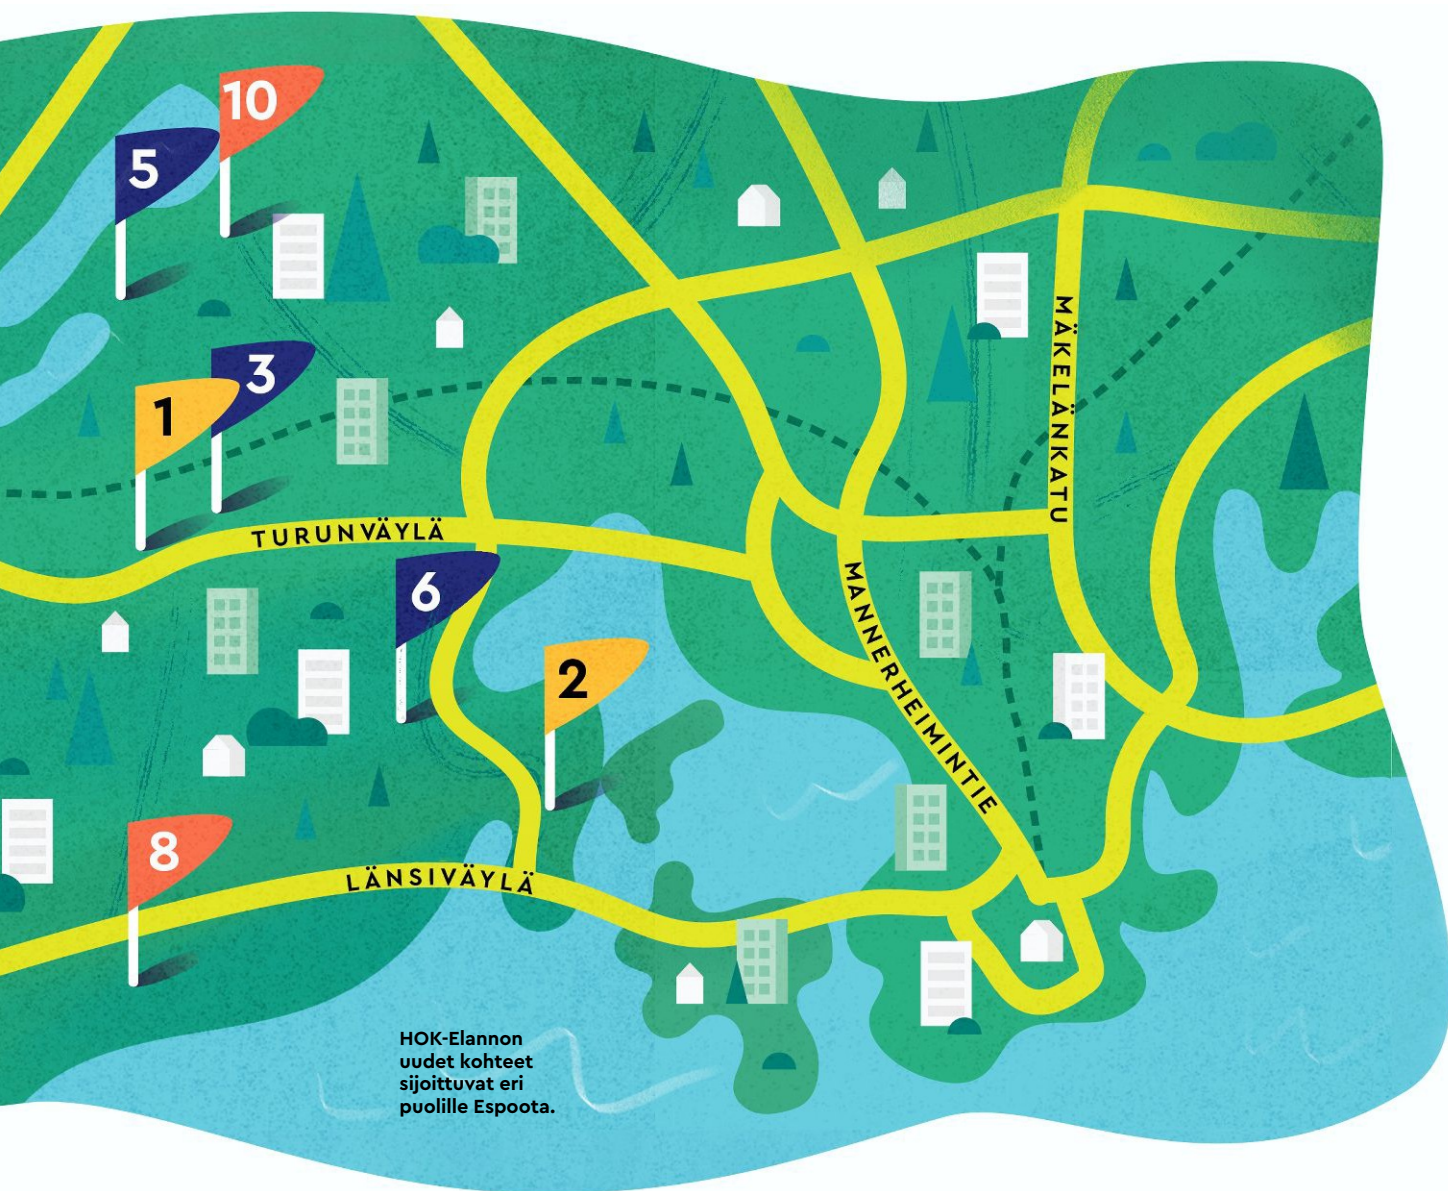 10
5
3
1
MÄKELÄNKATU
TURUNVÄYLÄ
6
MANNERHEIMINTIE
2
8
LÄNSIVÄYLÄ
HOK-Elannon
uudet kohteet
sijoittuvat eri
puolille Espoota.